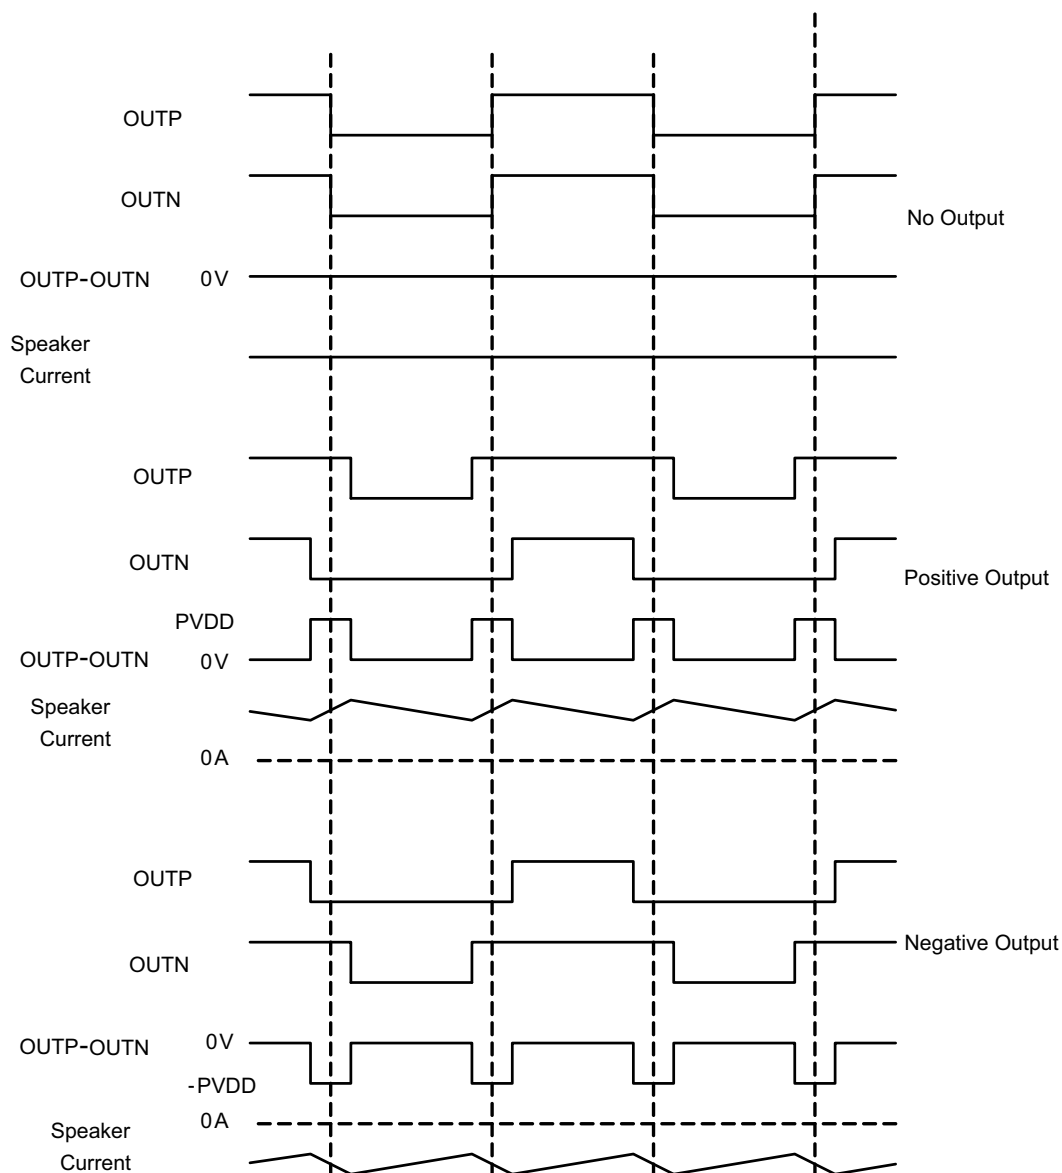 OUTP
OUTN
No Output
OUTP-OUTN 0V
Speaker
Current
OUTP
OUTN
Positive Output
PVDD
OUTP-OUTN 0V
Speaker
Current
0A
OUTP
OUTN
Negative Output
OUTP-OUTN 0V
-PVDD
0A
Speaker
Current